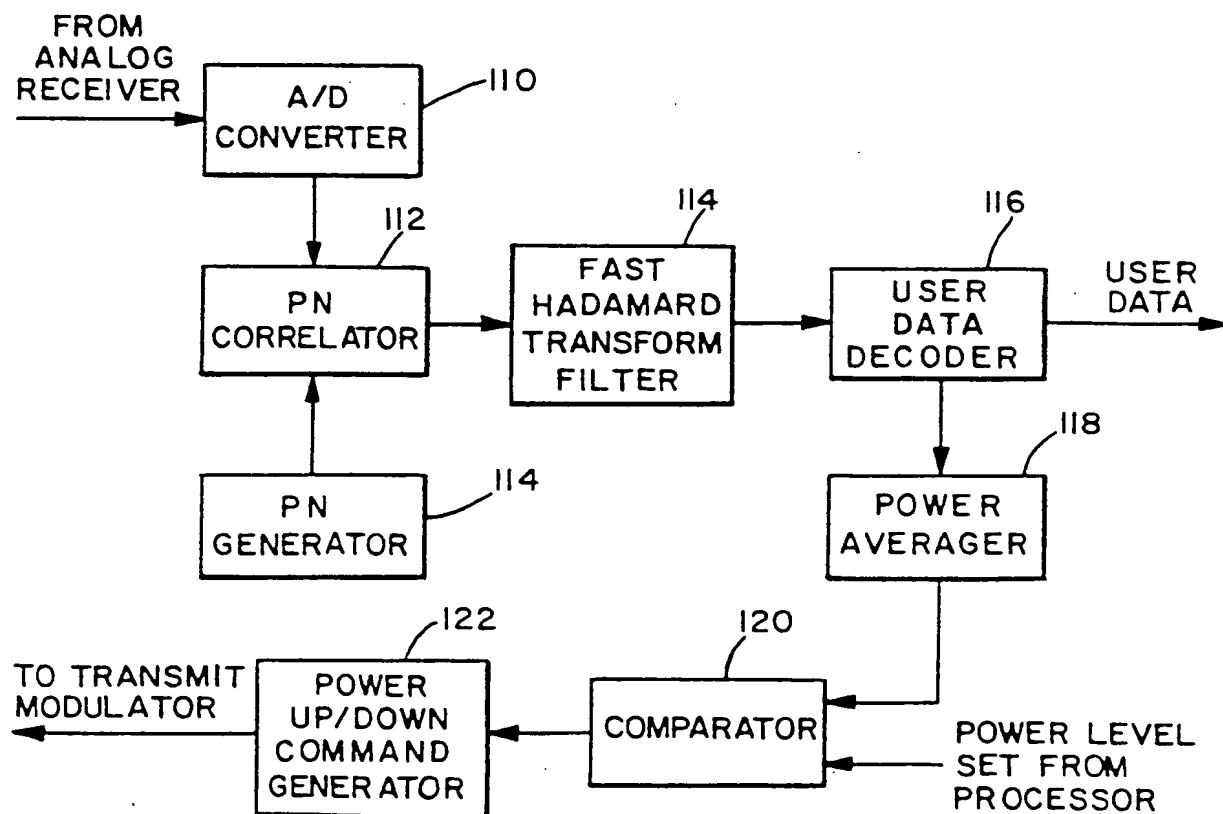 FROM
ANALOG
RECEIVER
A/D
CONVERTER
110
112
PN
CORRELATOR
114
FAST
HADAMARD
TRANSFORM
FILTER
116
USER
DATA
DECODER
USER
DATA
114
PN
GENERATOR
118
POWER
AVERAGER
TO TRANSMIT
MODULATOR
122
POWER
UP/DOWN
COMMAND
GENERATOR
120
COMPARATOR
POWER LEVEL
SET FROM
PROCESSOR